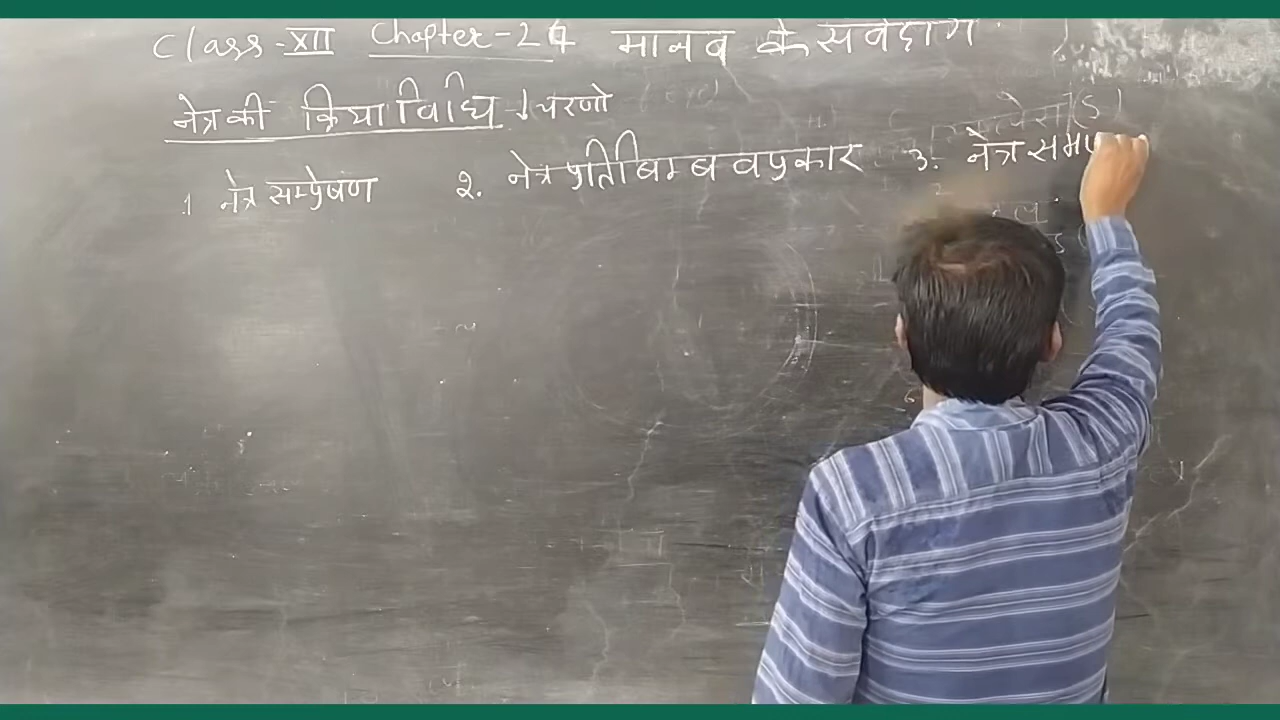 Class-XII Chapter-24 मानव के संवेदांग
नेत्र की क्रियाविधि चरणो
1 नेत्र सम्प्रेषण 2. नेत्र प्रतिबिम्ब व प्रकार 3. नेत्र समा